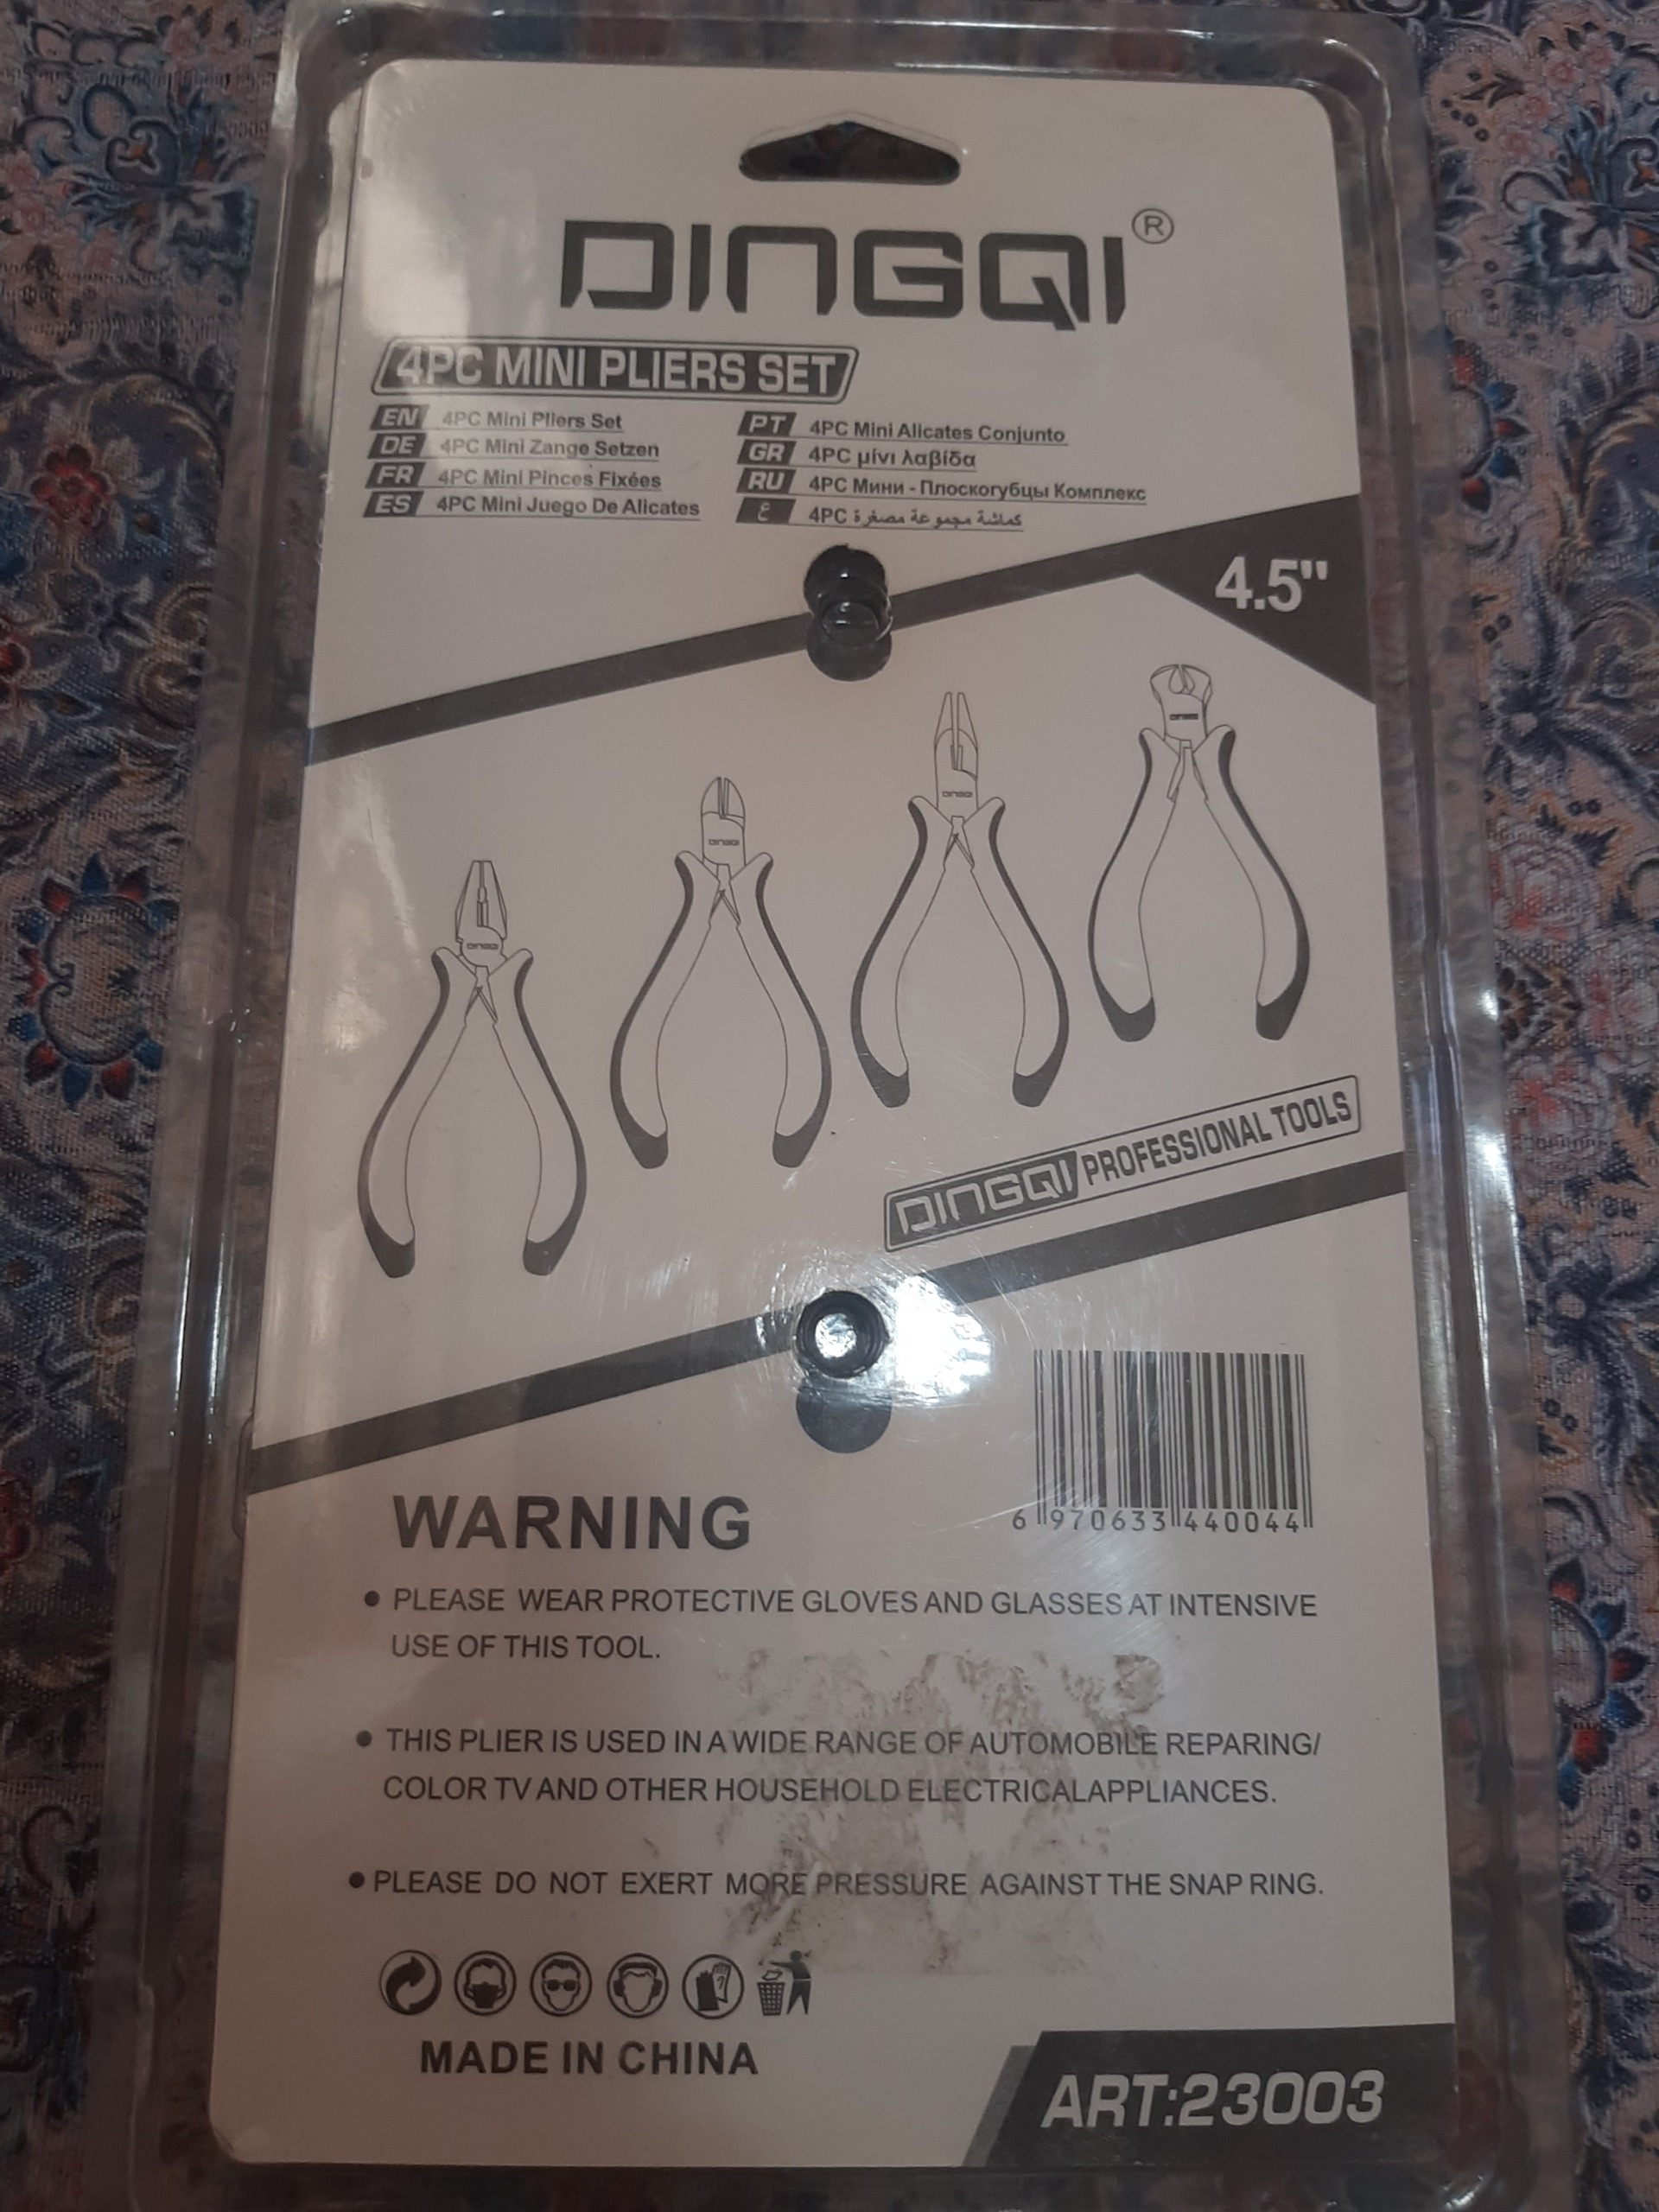 DINGQI®
4PC MINI PLIERS SET
EN 4PC Mini Pliers Set
DE 4PC Mini Zange Setzen
FR 4PC Mini Pinces Fixées
ES 4PC Mini Juego De Alicates
PT 4PC Mini Alicates Conjunto
GR 4PC μίνι λαβίδα
RU 4PC Мини - Плоскогубцы Комплекс
ع 4PC كماشة مجموعة مصغرة
4.5"
DINGQI
DINGQI
DINGQI
DINGQI
DINGQI PROFESSIONAL TOOLS
6 970633 440044
WARNING
• PLEASE WEAR PROTECTIVE GLOVES AND GLASSES AT INTENSIVE
USE OF THIS TOOL.
• THIS PLIER IS USED IN A WIDE RANGE OF AUTOMOBILE REPARING/
COLOR TV AND OTHER HOUSEHOLD ELECTRICALAPPLIANCES.
• PLEASE DO NOT EXERT MORE PRESSURE AGAINST THE SNAP RING.
MADE IN CHINA
ART:23003